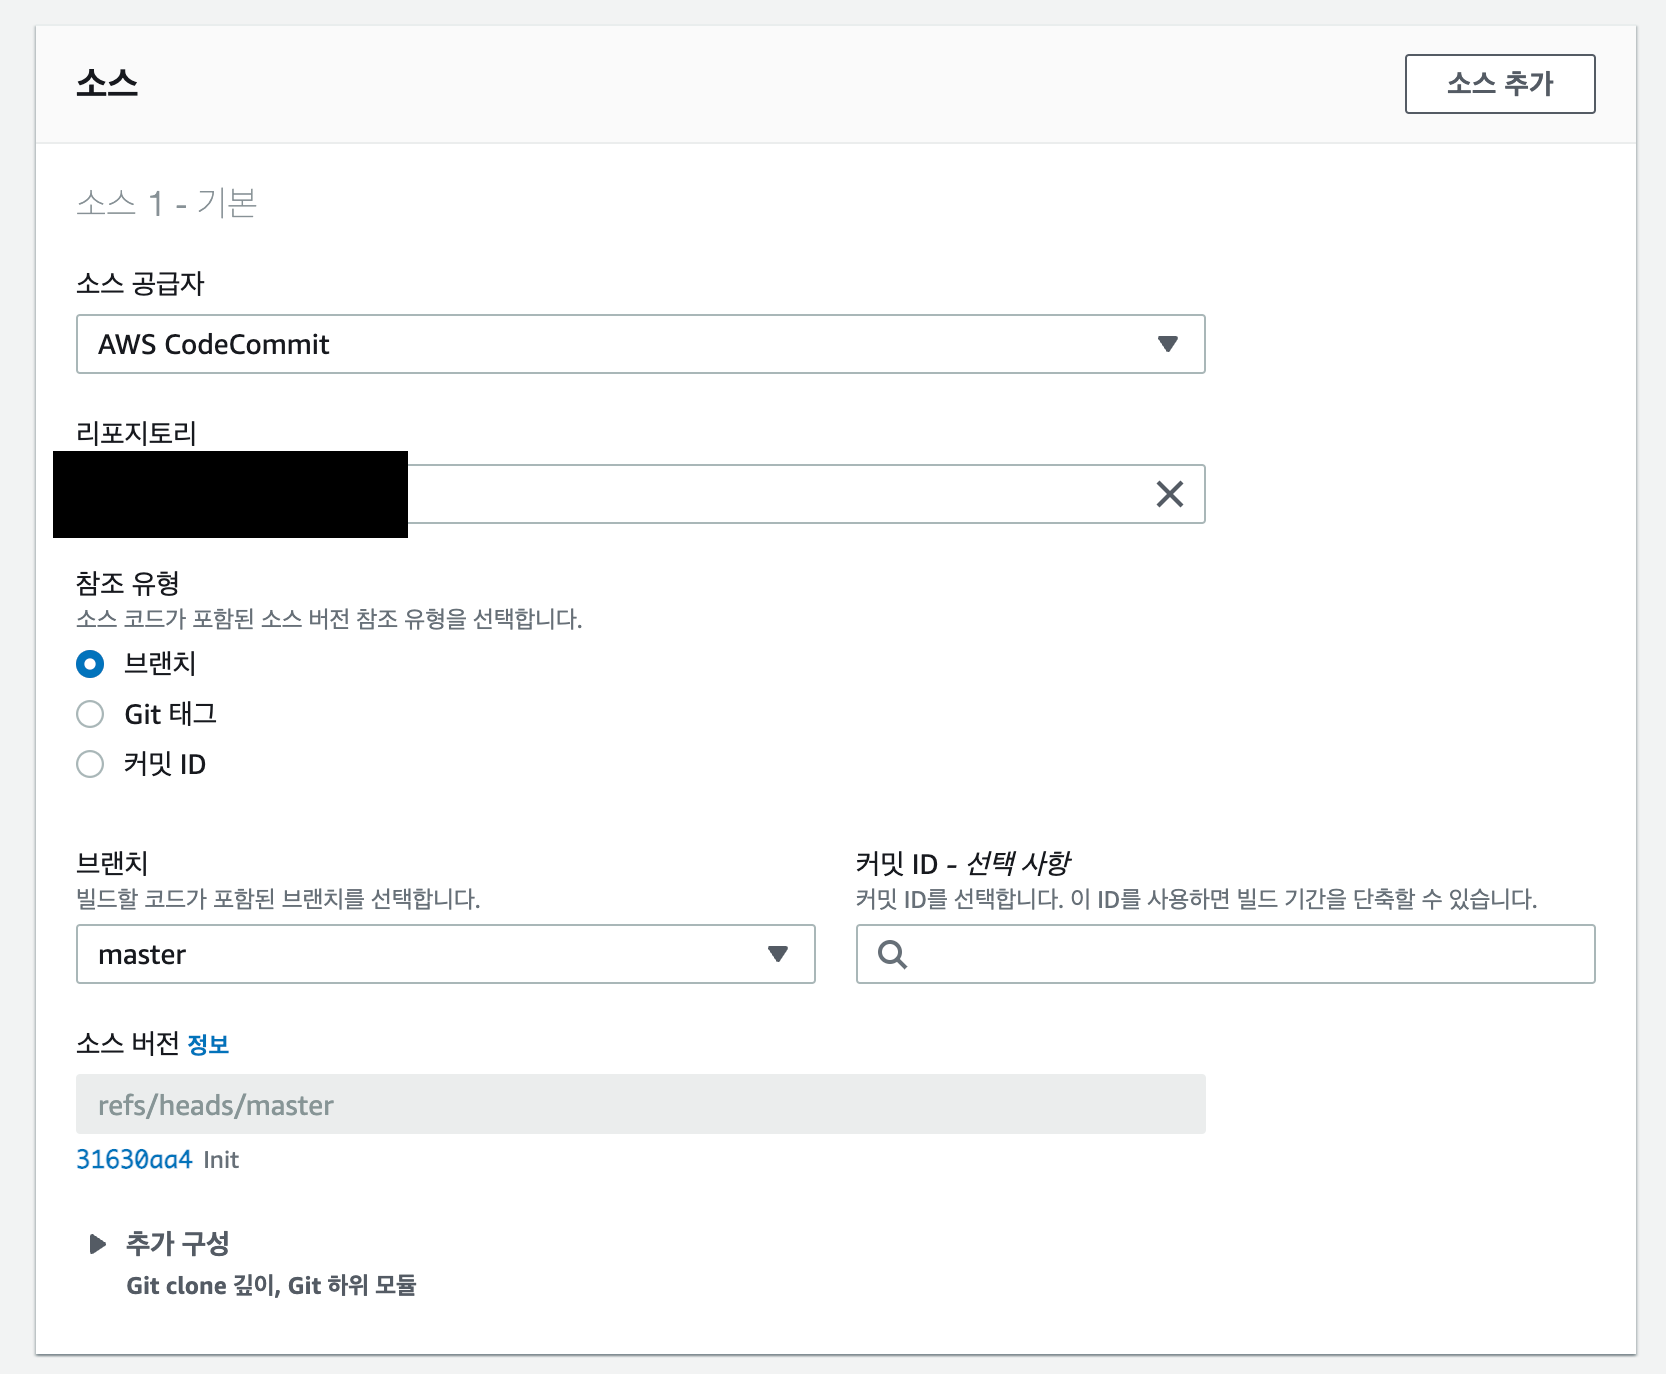 소스
소스 추가
소스 1 - 기본
소스 공급자
AWS CodeCommit
리포지토리
참조 유형
소스 코드가 포함된 소스 버전 참조 유형을 선택합니다.
브랜치
Git 태그
커밋 ID
브랜치
빌드할 코드가 포함된 브랜치를 선택합니다.
master
커밋 ID - 선택 사항
커밋 ID를 선택합니다. 이 ID를 사용하면 빌드 기간을 단축할 수 있습니다.
소스 버전 정보
refs/heads/master
31630aa4 Init
추가 구성
Git clone 깊이, Git 하위 모듈